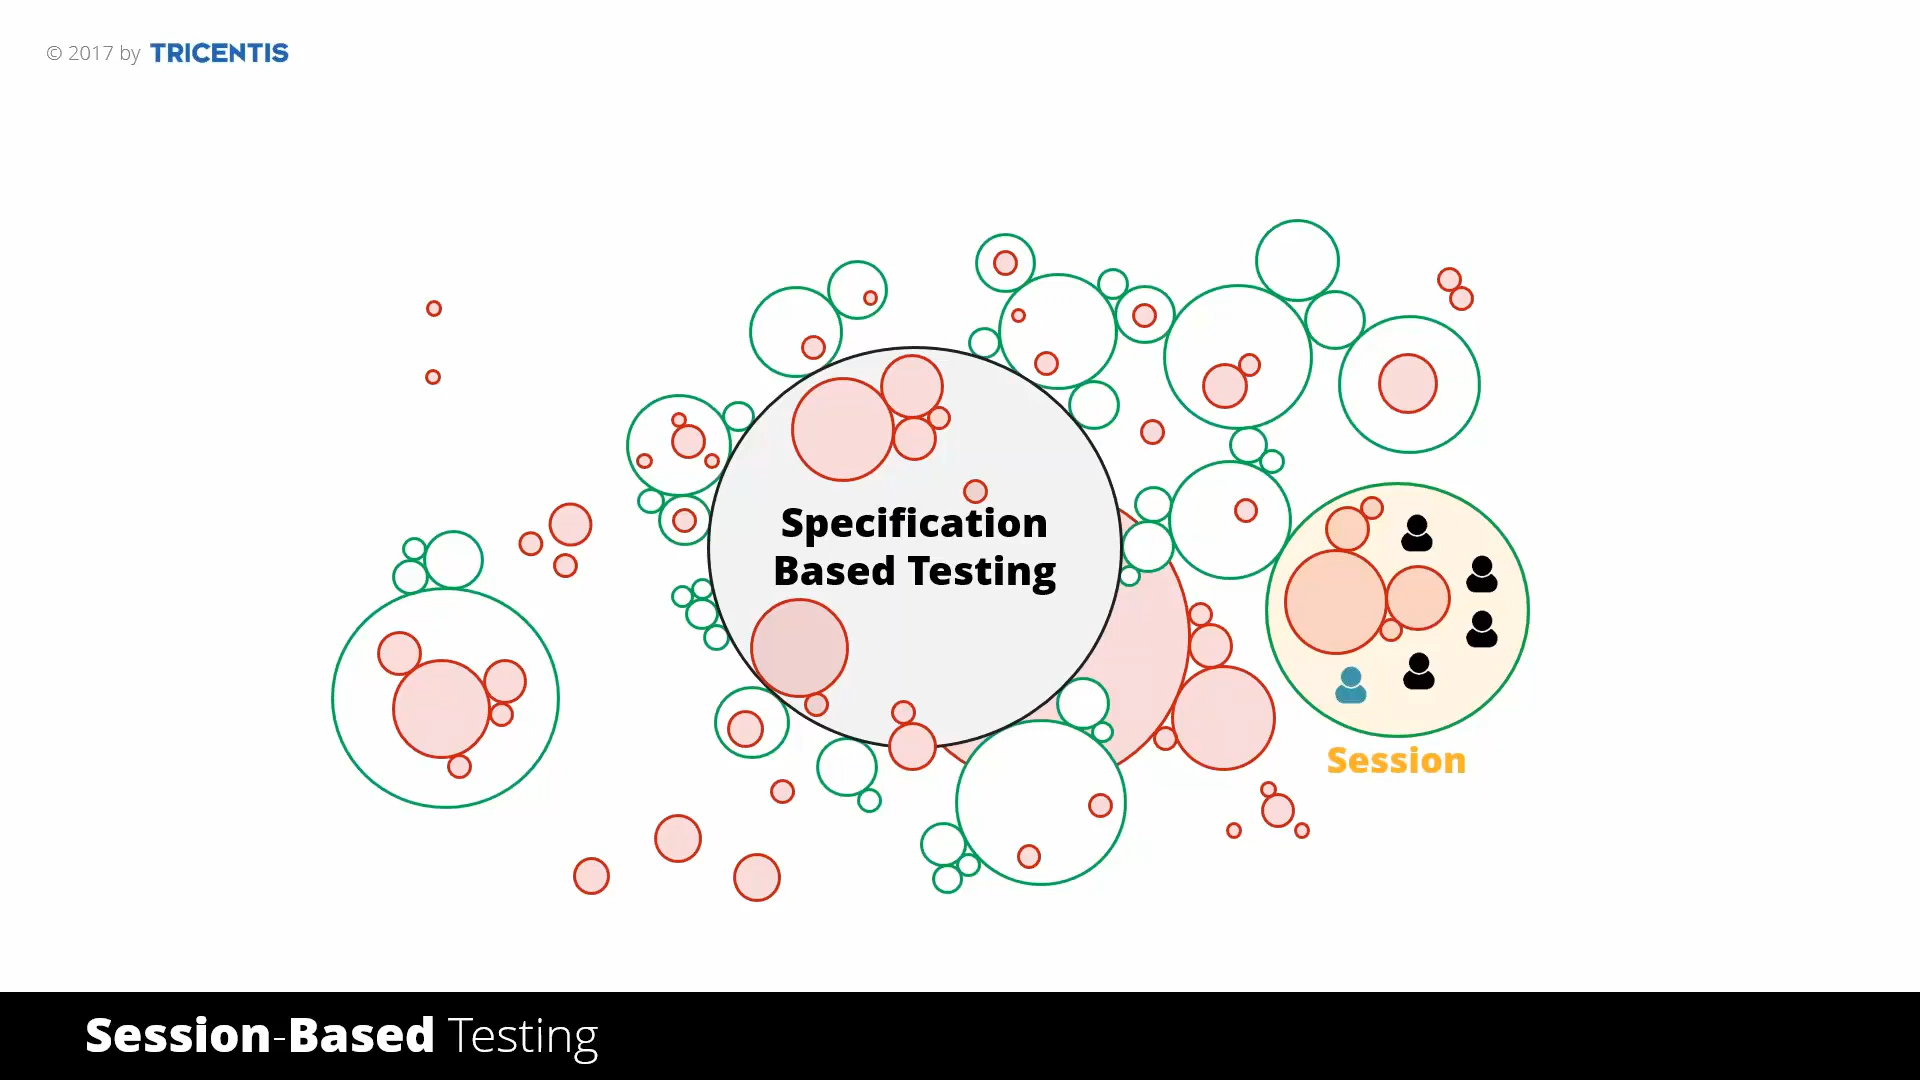 © 2017 by TRICENTIS
Specification
Based Testing
Session
Session-Based Testing